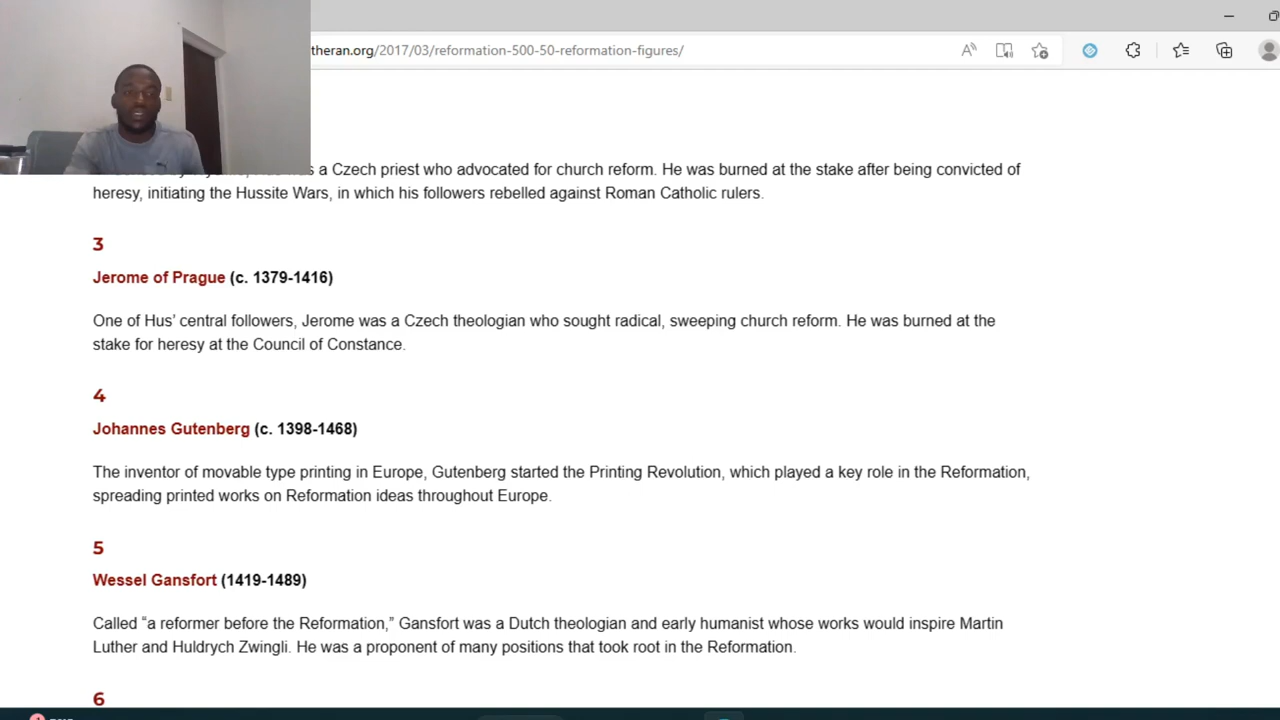 theran.org/2017/03/reformation-500-50-reformation-figures/
a Czech priest who advocated for church reform. He was burned at the stake after being convicted of
heresy, initiating the Hussite Wars, in which his followers rebelled against Roman Catholic rulers.
3
Jerome of Prague (c. 1379-1416)
One of Hus’ central followers, Jerome was a Czech theologian who sought radical, sweeping church reform. He was burned at the
stake for heresy at the Council of Constance.
4
Johannes Gutenberg (c. 1398-1468)
The inventor of movable type printing in Europe, Gutenberg started the Printing Revolution, which played a key role in the Reformation,
spreading printed works on Reformation ideas throughout Europe.
5
Wessel Gansfort (1419-1489)
Called “a reformer before the Reformation,” Gansfort was a Dutch theologian and early humanist whose works would inspire Martin
Luther and Huldrych Zwingli. He was a proponent of many positions that took root in the Reformation.
6